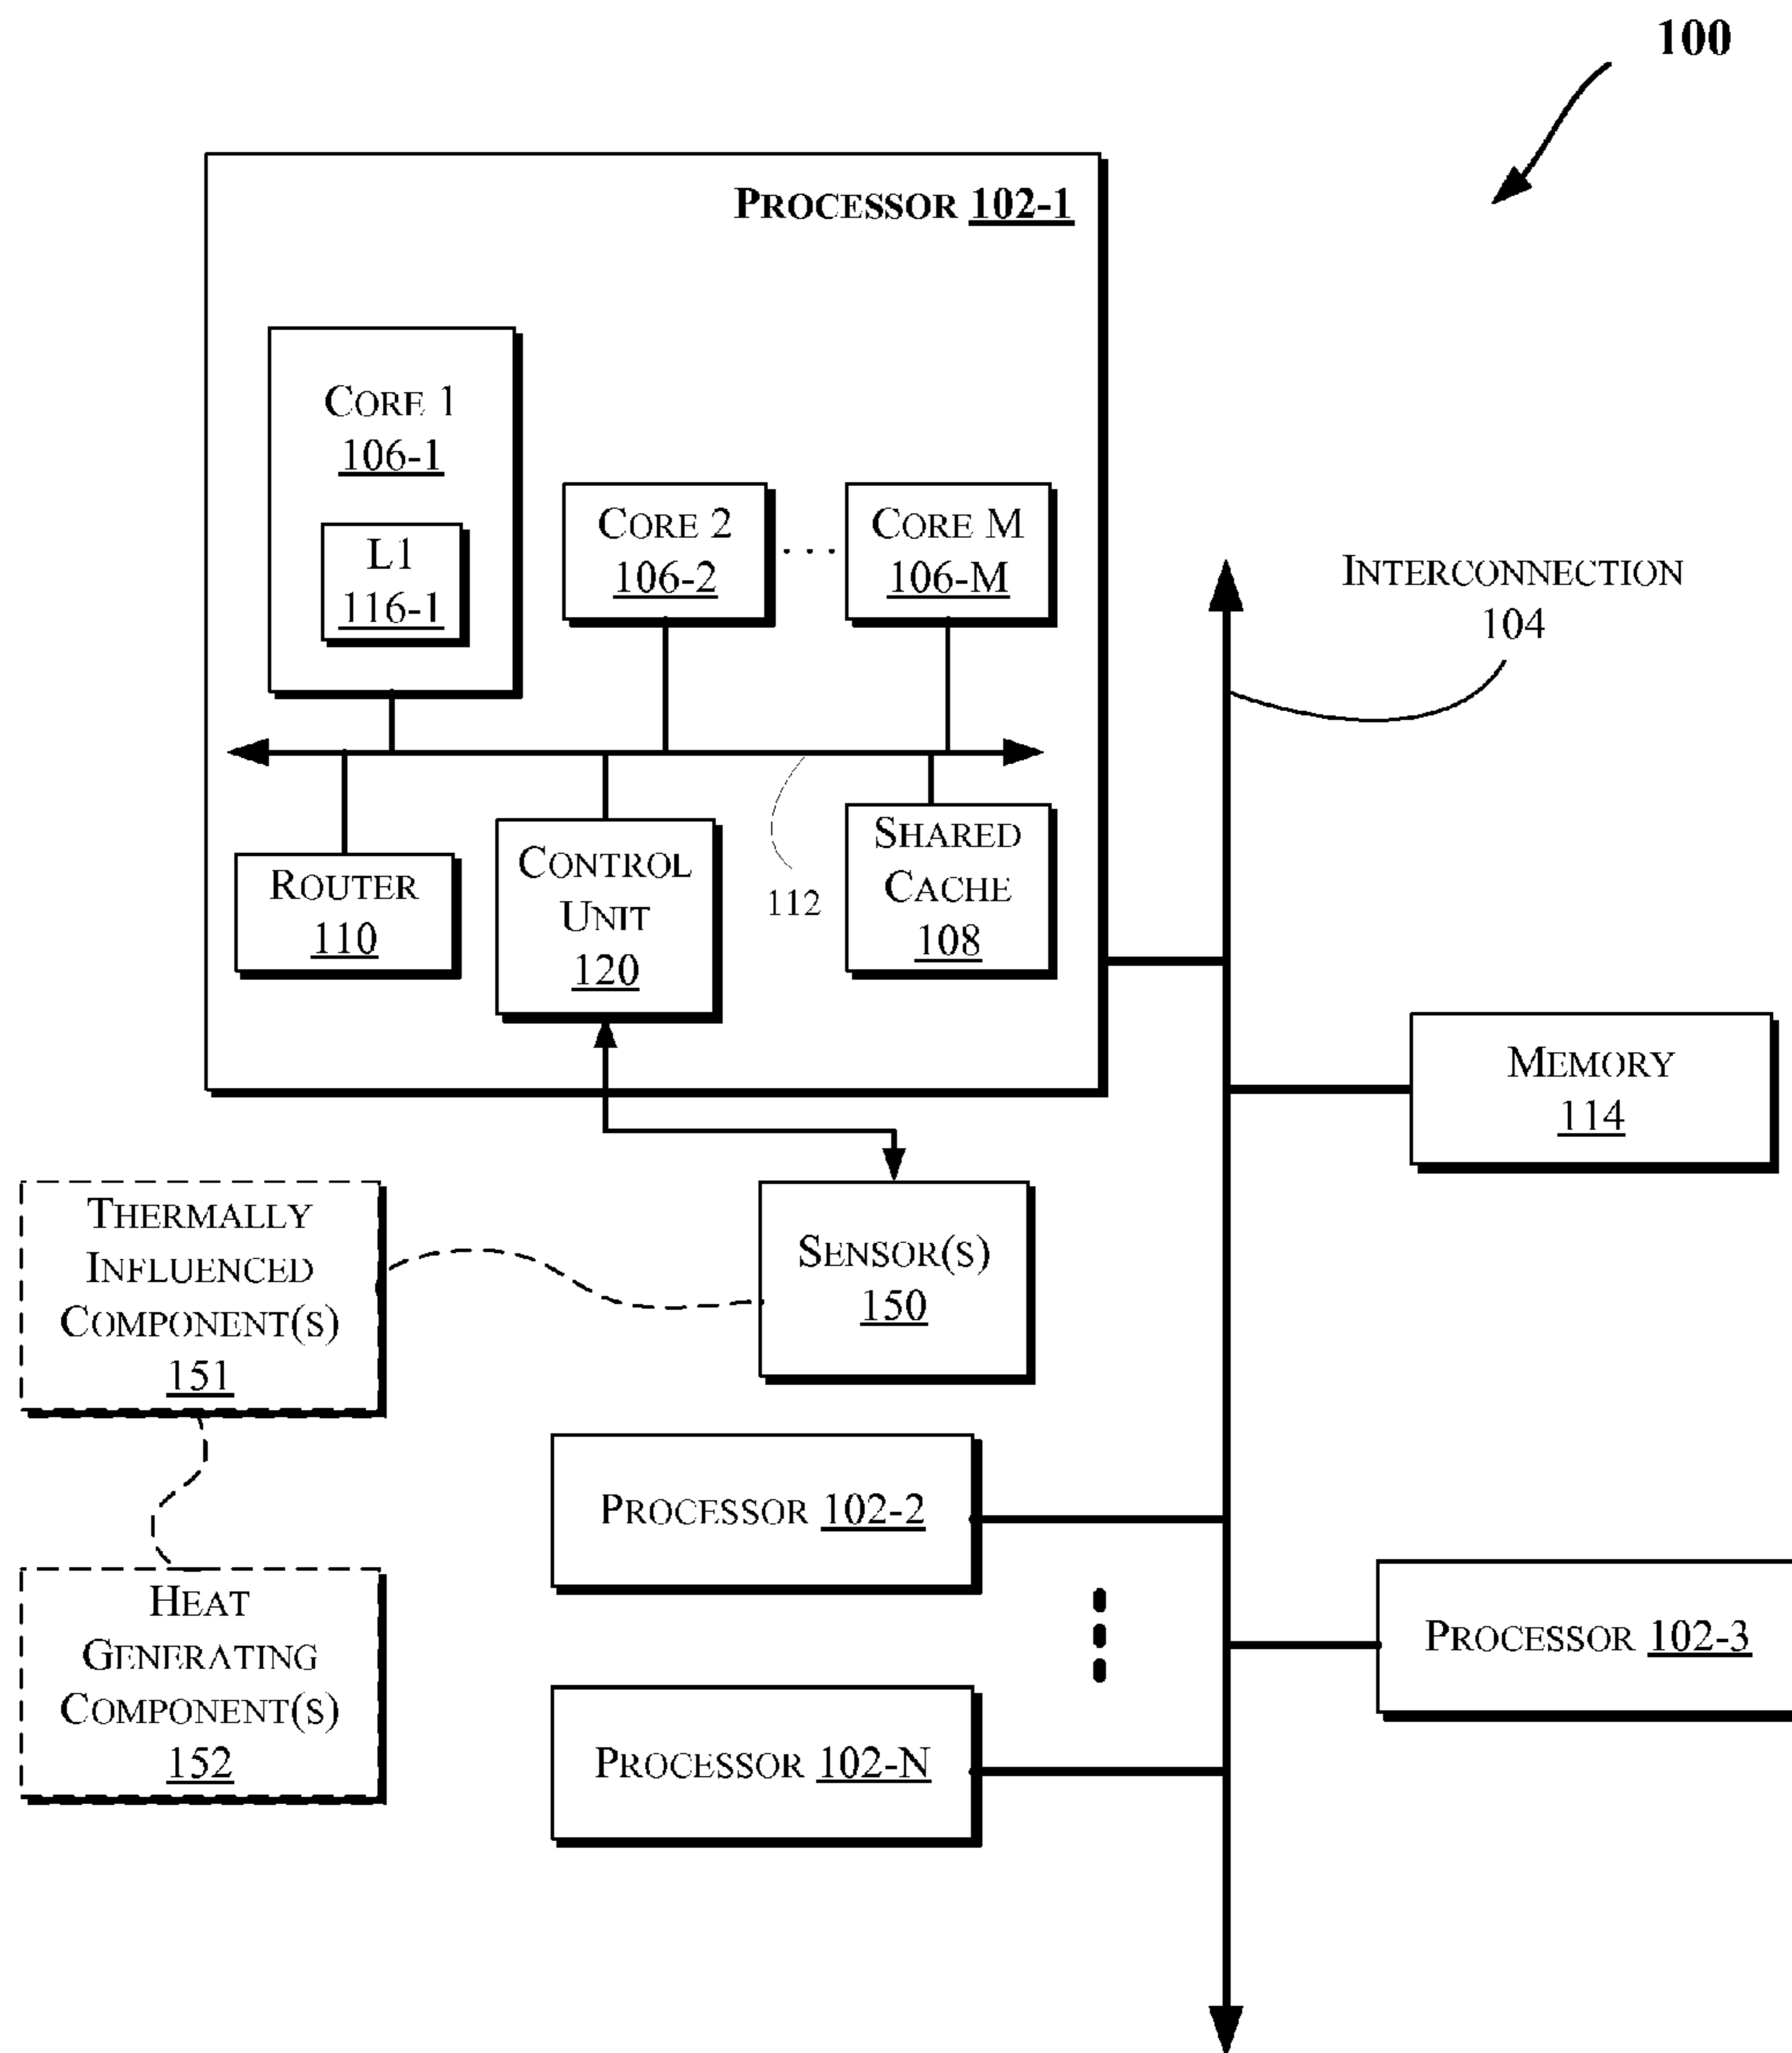 100
PROCESSOR 102-1
CORE 1
106-1
L1
116-1
CORE 2
106-2
...
CORE M
106-M
INTERCONNECTION
104
ROUTER
110
CONTROL
UNIT
120
112
SHARED
CACHE
108
MEMORY
114
THERMALLY
INFLUENCED
COMPONENT(S)
151
SENSOR(S)
150
PROCESSOR 102-2
HEAT
GENERATING
COMPONENT(S)
152
PROCESSOR 102-3
PROCESSOR 102-N